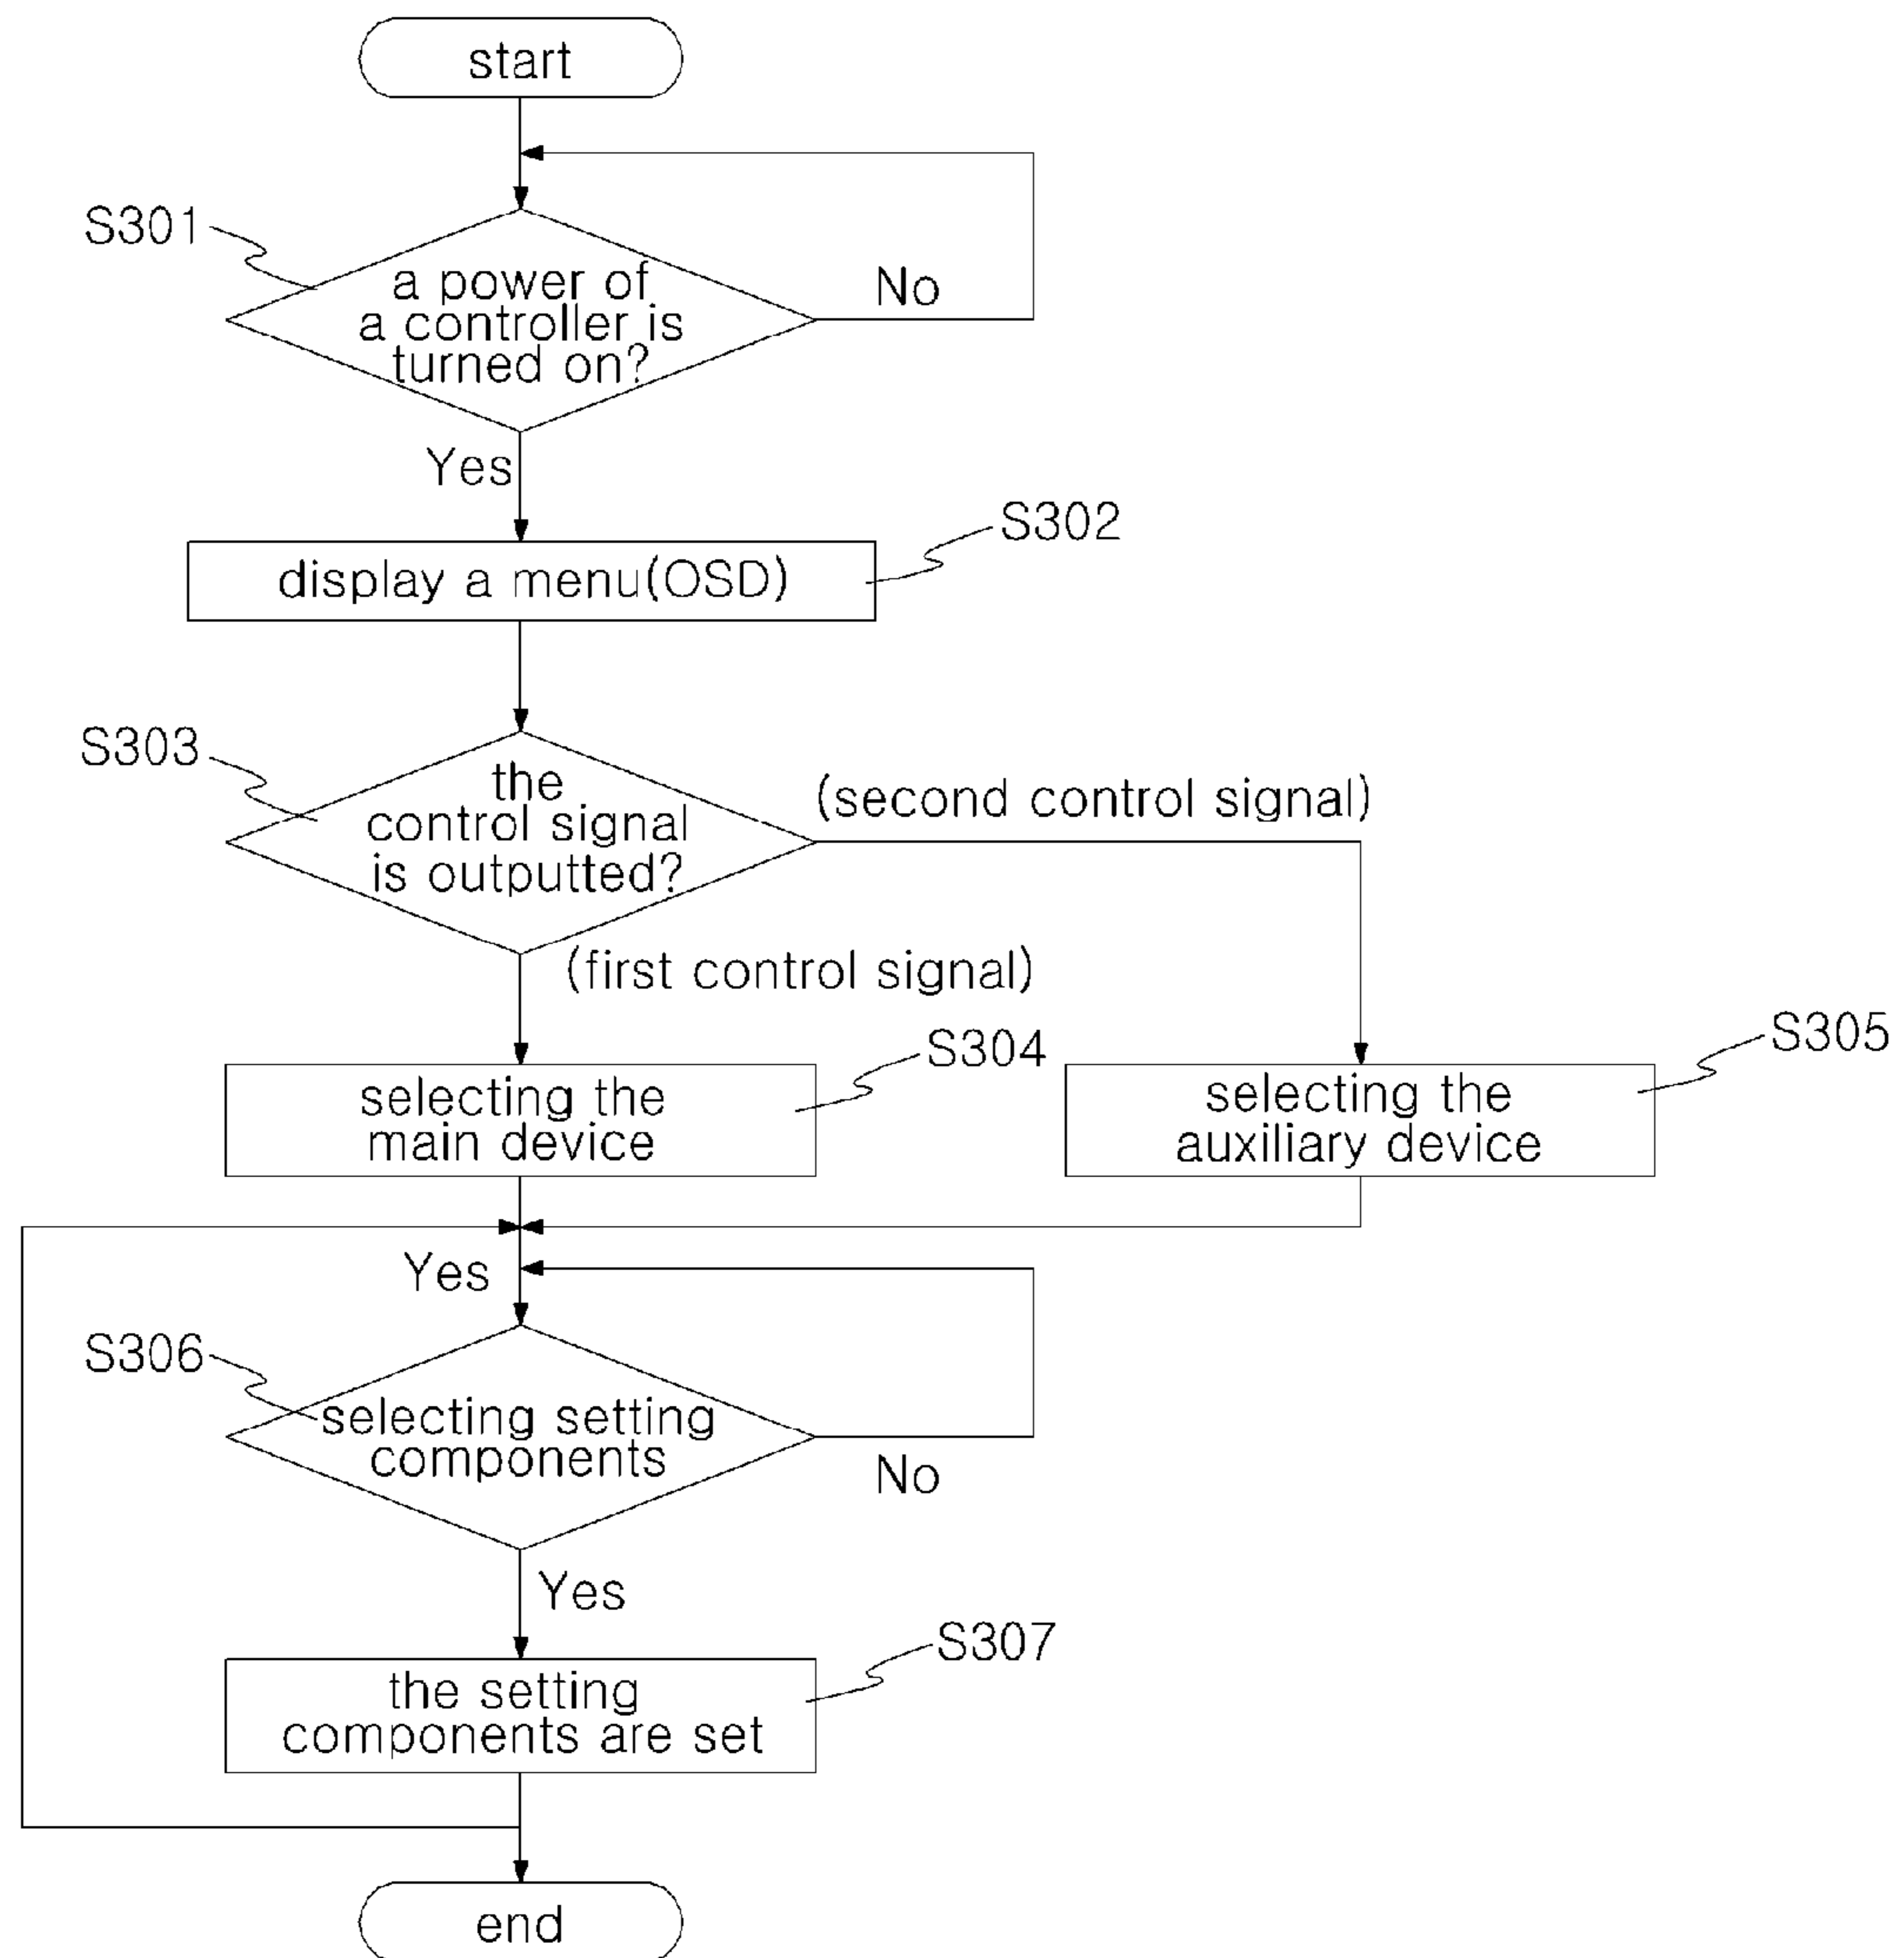 start
S301
a power of
a controller is
turned on?
No
Yes
S302
display a menu(OSD)
S303
the
control signal
is outputted?
(second control signal)
(first control signal)
S304
S305
selecting the
main device
selecting the
auxiliary device
Yes
S306
selecting setting
components
No
Yes
S307
the setting
components are set
end